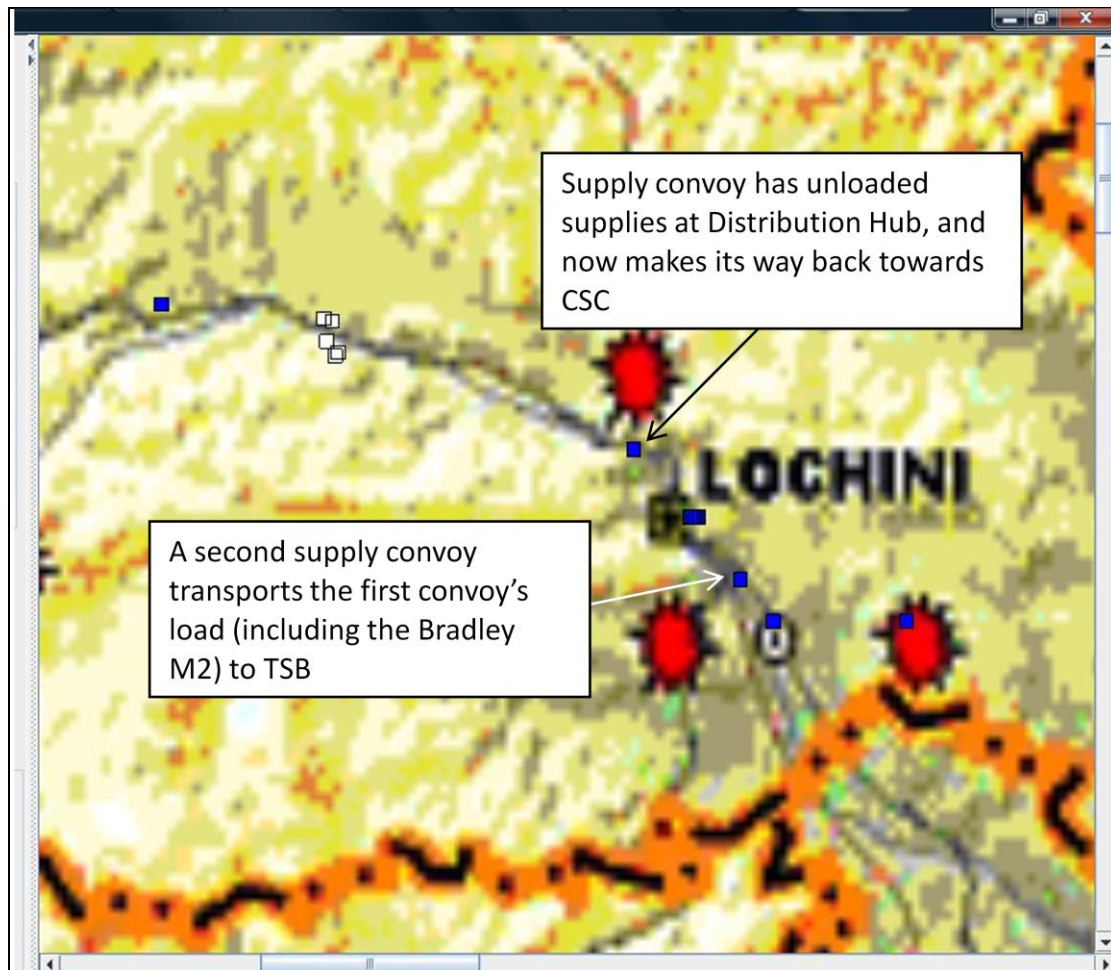 Supply convoy has unloaded
supplies at Distribution Hub, and
now makes its way back towards
CSC
LOCHINI
A second supply convoy
transports the first convoy's
load (including the Bradley
M2) to TSB